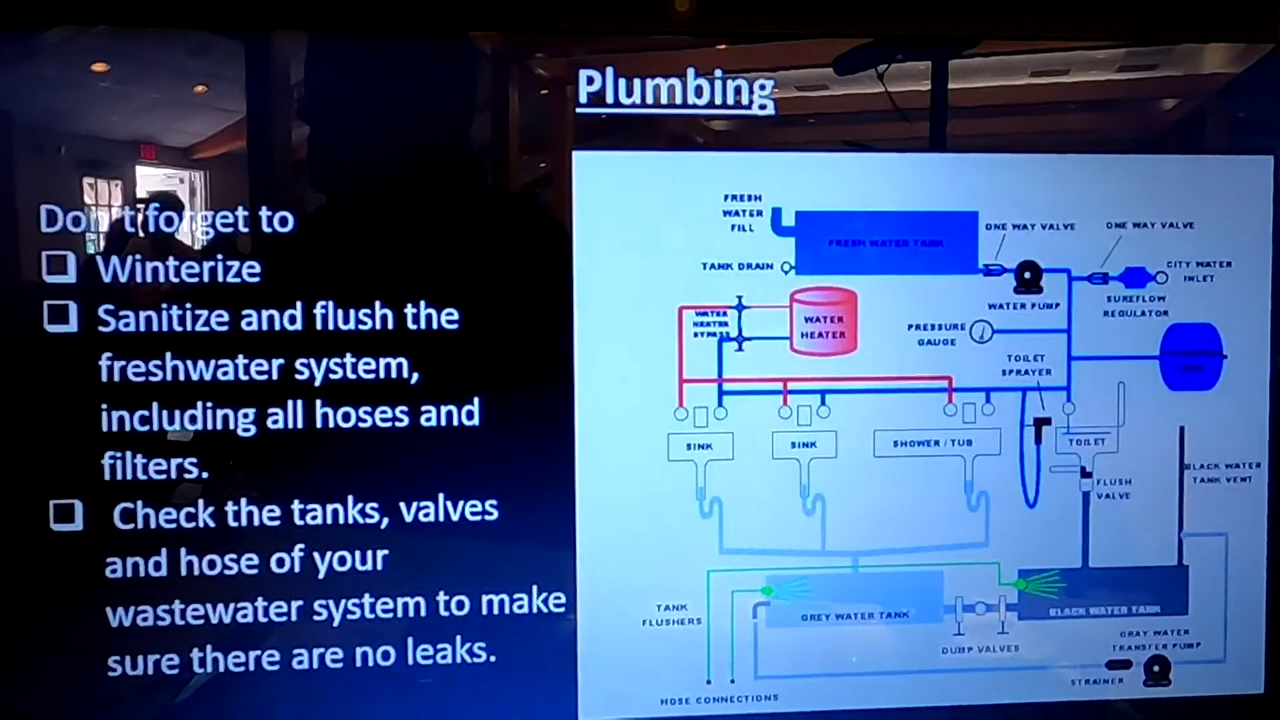 Plumbing
Don't forget to
Winterize
Sanitize and flush the
freshwater system,
including all hoses and
filters.
Check the tanks, valves
and hose of your
wastewater system to make
sure there are no leaks.
FRESH
WATER
FILL
FRESH WATER TANK
ONE WAY VALVE
ONE WAY VALVE
TANK DRAIN
CITY WATER
INLET
WATER PUMP
SUREFLOW
REGULATOR
WATER
HEATER
BYPASS
WATER
HEATER
PRESSURE
GAUGE
TOILET
SPRAYER
SINK
SINK
SHOWER / TUB
TOILET
FLUSH
VALVE
BLACK WATER
TANK VENT
TANK
FLUSHERS
GREY WATER TANK
BLACK WATER TANK
DUMP VALVES
GRAY WATER
TRANSFER PUMP
STRAINER
HOSE CONNECTIONS